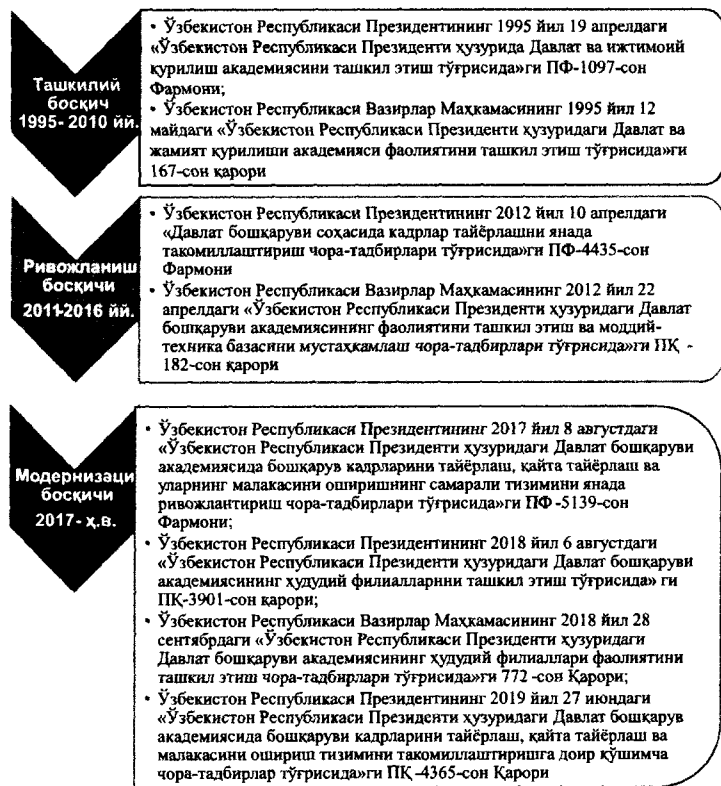 Ташкилий
босқич
1995- 2010 йй.
• Ўзбекистон Республикаси Президентининг 1995 йил 19 апрелдаги
«Ўзбекистон Республикаси Президенти ҳузурида Давлат ва ижтимоий
қурилиш академиясини ташкил этиш тўғрисида»ги ПФ-1097-сон
Фармони;
• Ўзбекистон Республикаси Вазирлар Маҳкамасининг 1995 йил 12
майдаги «Ўзбекистон Республикаси Президенти ҳузуридаги Давлат ва
жамият қурилиши академияси фаолиятини ташкил этиш тўғрисида»ги
167-сон қарори
Ривожланиш
босқичи
2011-2016 йй.
• Ўзбекистон Республикаси Президентининг 2012 йил 10 апрелдаги
«Давлат бошқаруви соҳасида кадрлар тайёрлашни янада
такомиллаштириш чора-тадбирлари тўғрисида»ги ПФ-4435-сон
Фармони
• Ўзбекистон Республикаси Вазирлар Маҳкамасининг 2012 йил 22
апрелдаги «Ўзбекистон Республикаси Президенти ҳузуридаги Давлат
бошқаруви академиясининг фаолиятини ташкил этиш ва моддий-
техника базасини мустаҳкамлаш чора-тадбирлари тўғрисида»ги ПҚ -
182-сон қарори
Модернизаци
босқичи
2017- ҳ.в.
• Ўзбекистон Республикаси Президентининг 2017 йил 8 августдаги
«Ўзбекистон Республикаси Президенти ҳузуридаги Давлат бошқаруви
академиясида бошқарув кадрларини тайёрлаш, қайта тайёрлаш ва
уларнинг малакасини оширишнинг самарали тизимини янада
ривожлантириш чора-тадбирлари тўғрисида»ги ПФ -5139-сон
Фармони;
• Ўзбекистон Республикаси Президентининг 2018 йил 6 августдаги
«Ўзбекистон Республикаси Президенти ҳузуридаги Давлат бошқаруви
академиясининг ҳудудий филиалларини ташкил этиш тўғрисида» ги
ПҚ-3901-сон қарори;
• Ўзбекистон Республикаси Вазирлар Маҳкамасининг 2018 йил 28
сентябрдаги «Ўзбекистон Республикаси Президенти ҳузуридаги
Давлат бошқаруви академиясининг ҳудудий филиаллари фаолиятини
ташкил этиш чора-тадбирлари тўғрисида»ги 772 -сон Қарори;
• Ўзбекистон Республикаси Президентининг 2019 йил 27 июндаги
«Ўзбекистон Республикаси Президенти ҳузуридаги Давлат бошқарув
академиясида бошқаруви кадрларини тайёрлаш, қайта тайёрлаш ва
малакасини ошириш тизимини такомиллаштиришга доир қўшимча
чора-тадбирлар тўғрисида»ги ПҚ -4365-сон Қарори